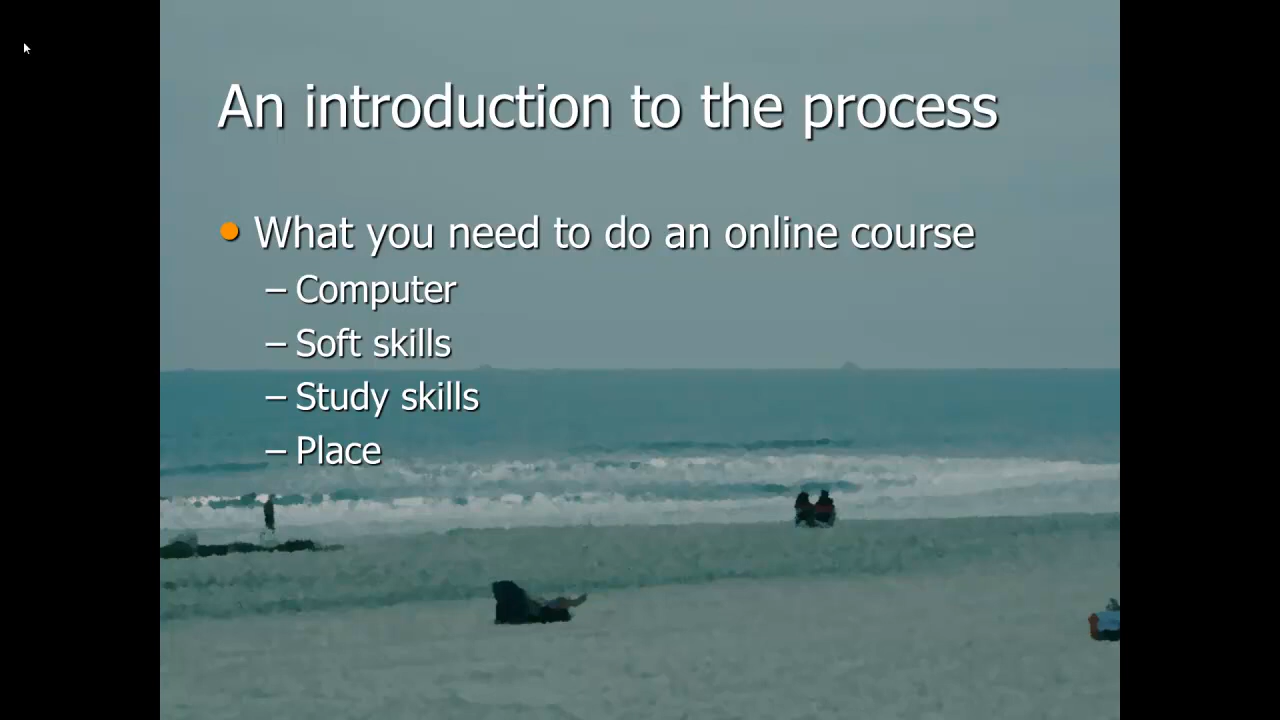 An introduction to the process
What you need to do an online course
– Computer
– Soft skills
– Study skills
– Place